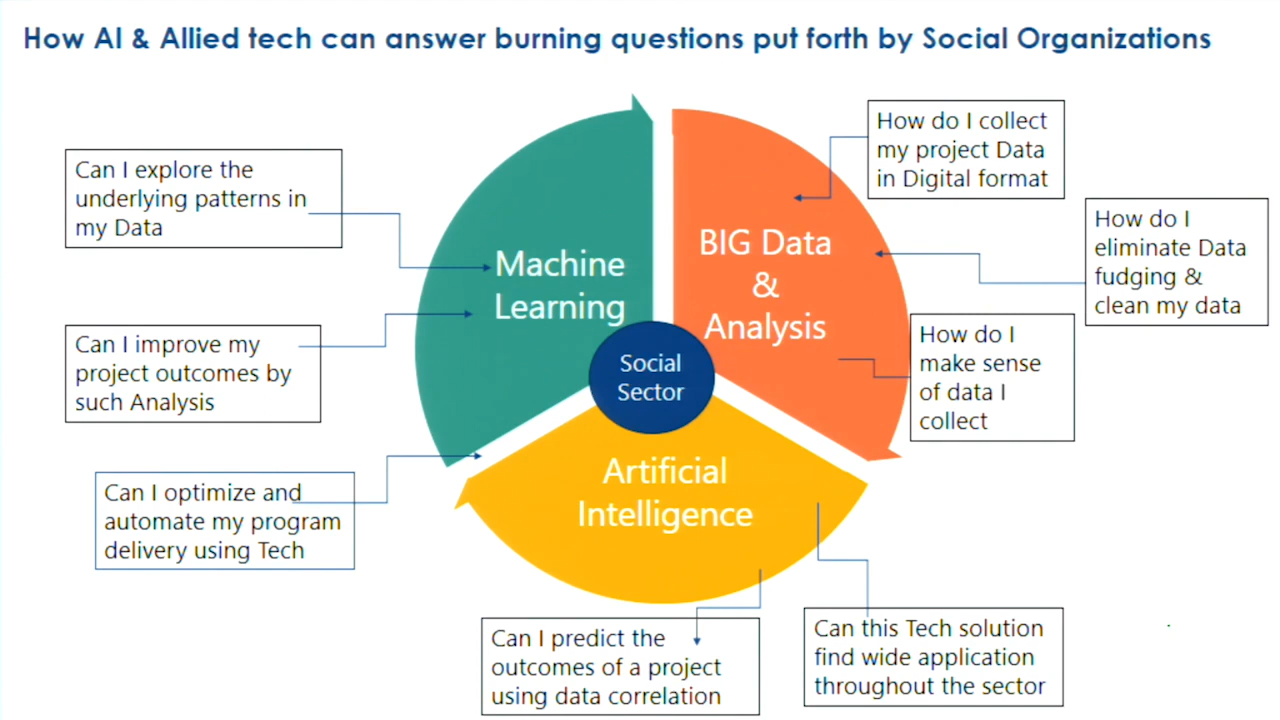 How AI & Allied tech can answer burning questions put forth by Social Organizations
Can I explore the
underlying patterns in
my Data
Can I improve my
project outcomes by
such Analysis
Can I optimize and
automate my program
delivery using Tech
Machine
Learning
BIG Data
&
Analysis
Social
Sector
Artificial
Intelligence
How do I collect
my project Data
in Digital format
How do I
eliminate Data
fudging &
clean my data
How do I
make sense
of data I
collect
Can I predict the
outcomes of a project
using data correlation
Can this Tech solution
find wide application
throughout the sector